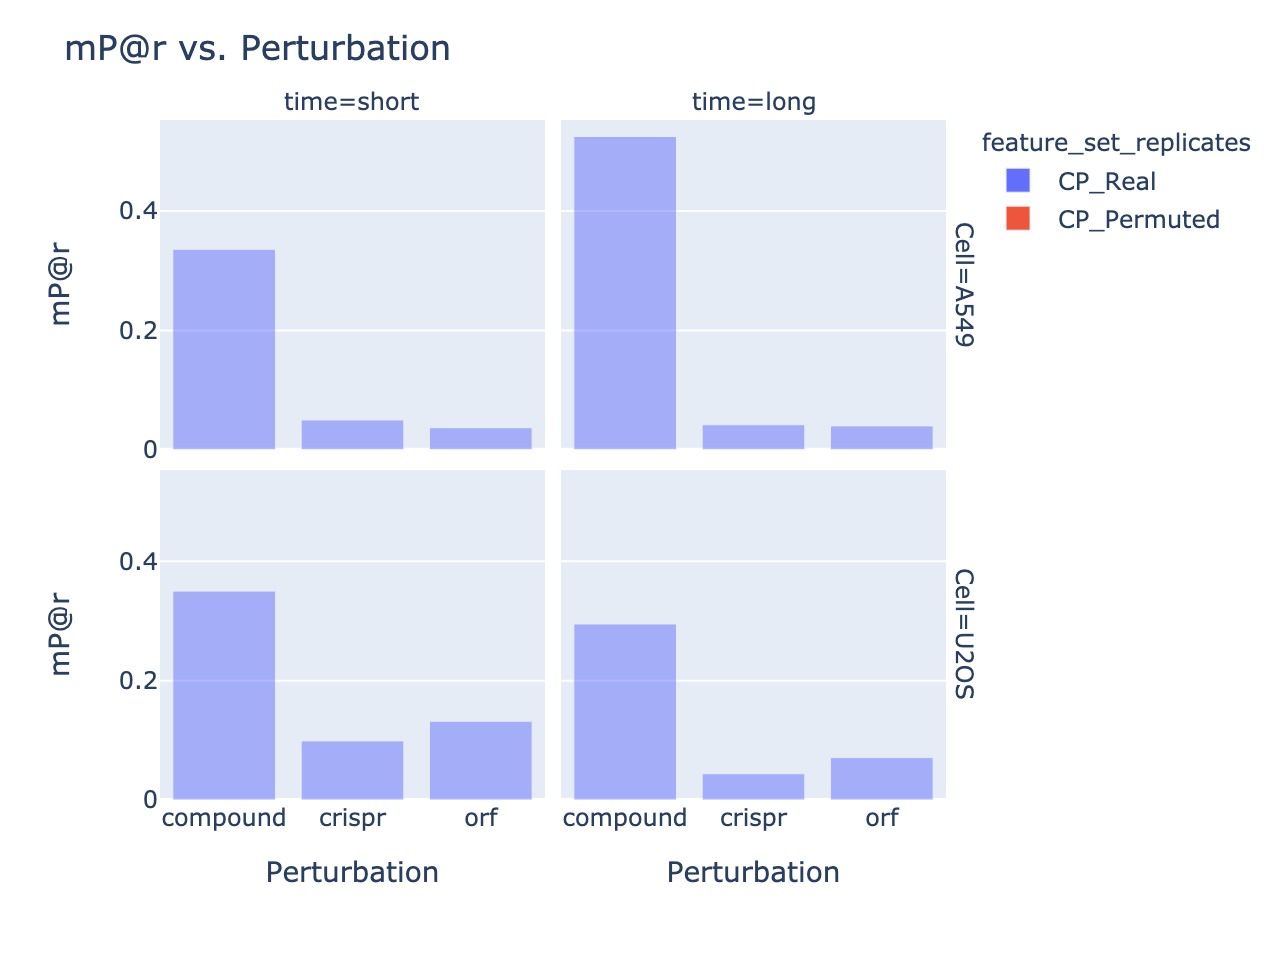 mP@r vs. Perturbation
time=short
time=long
feature_set_replicates
CP_Real
CP_Permuted
mP@r
0.4
0.2
0
Cell=A549
mP@r
0.4
0.2
0
Cell=U2OS
compound crispr orf
compound crispr orf
Perturbation
Perturbation